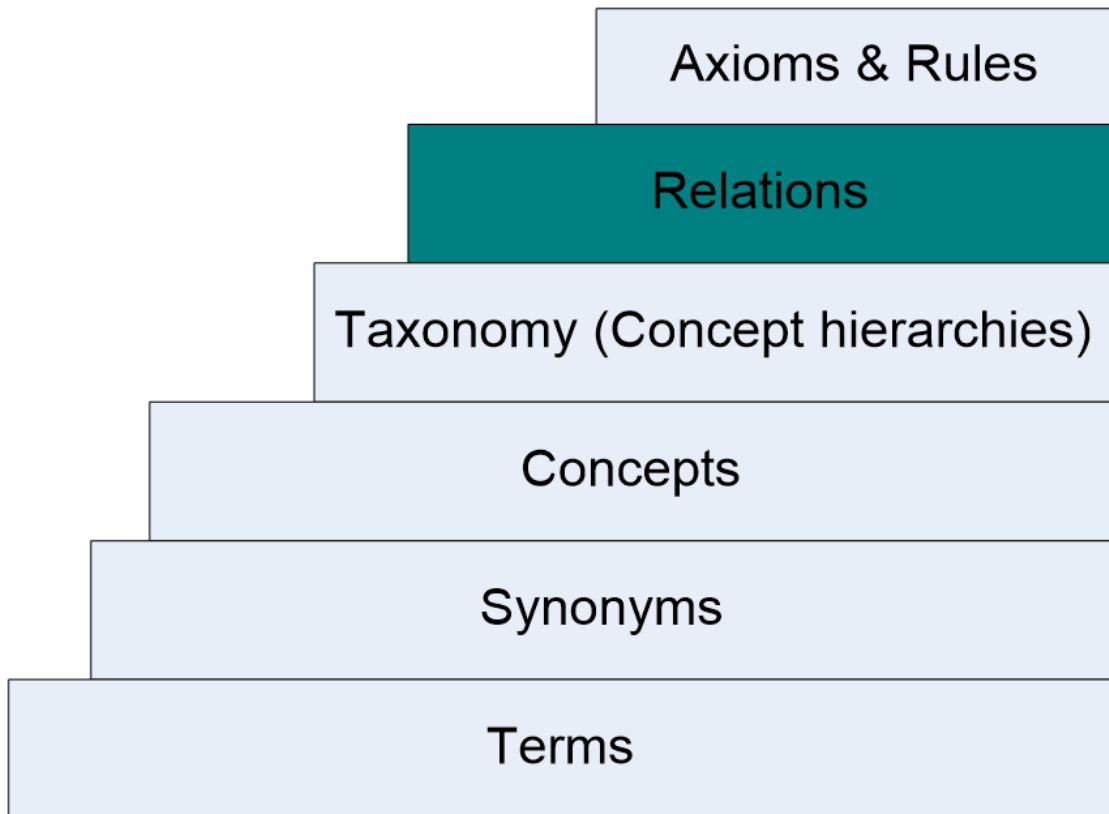 Axioms & Rules
Relations
Taxonomy (Concept hierarchies)
Concepts
Synonyms
Terms